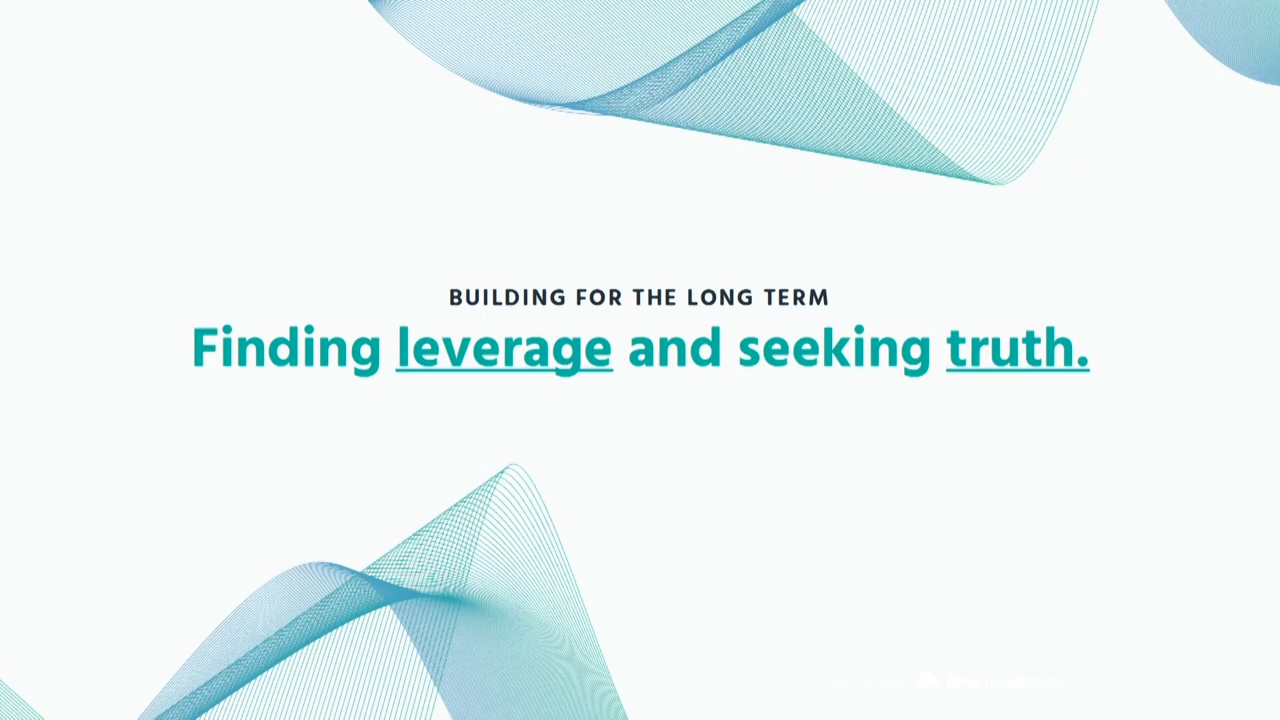 BUILDING FOR THE LONG TERM
Finding leverage and seeking truth.